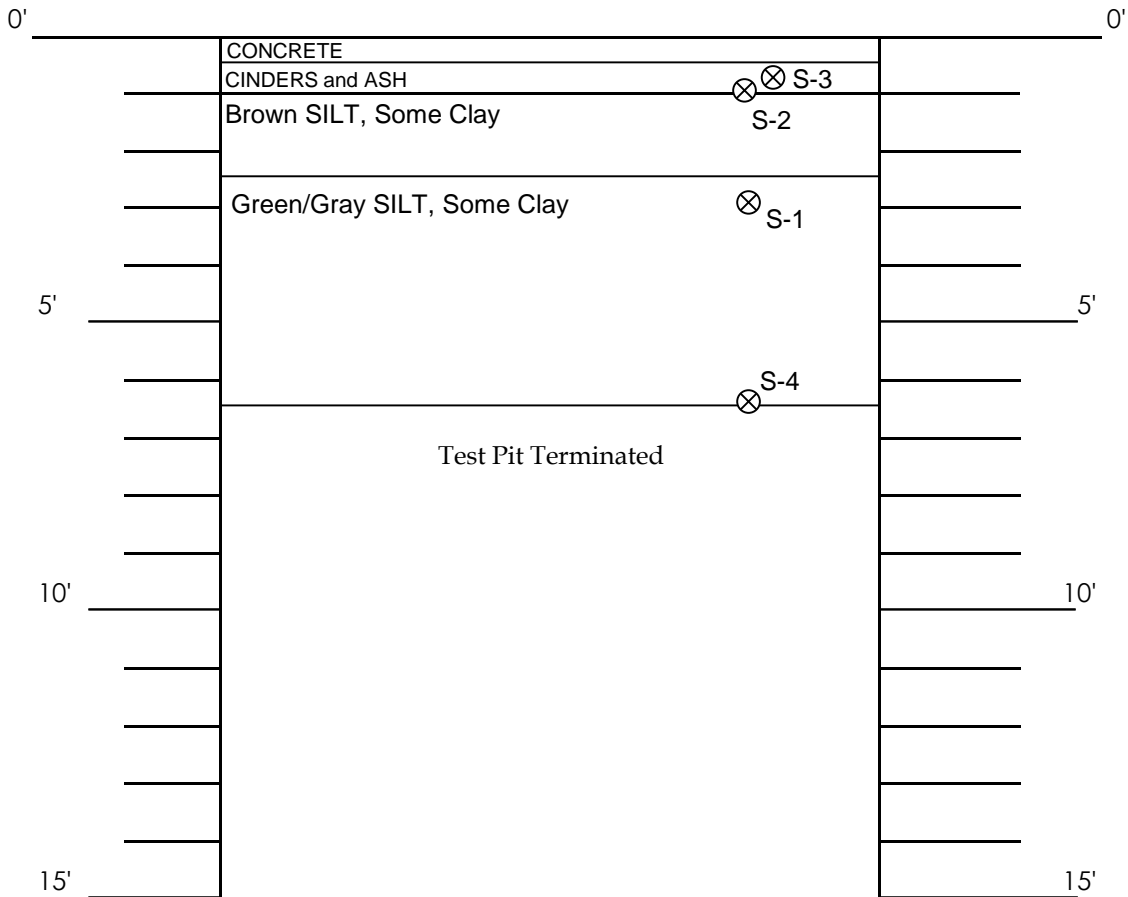 0'
0'
CONCRETE
CINDERS and ASH
S-3
Brown SILT, Some Clay
S-2
Green/Gray SILT, Some Clay
S-1
5'
5'
S-4
Test Pit Terminated
10'
10'
15'
15'